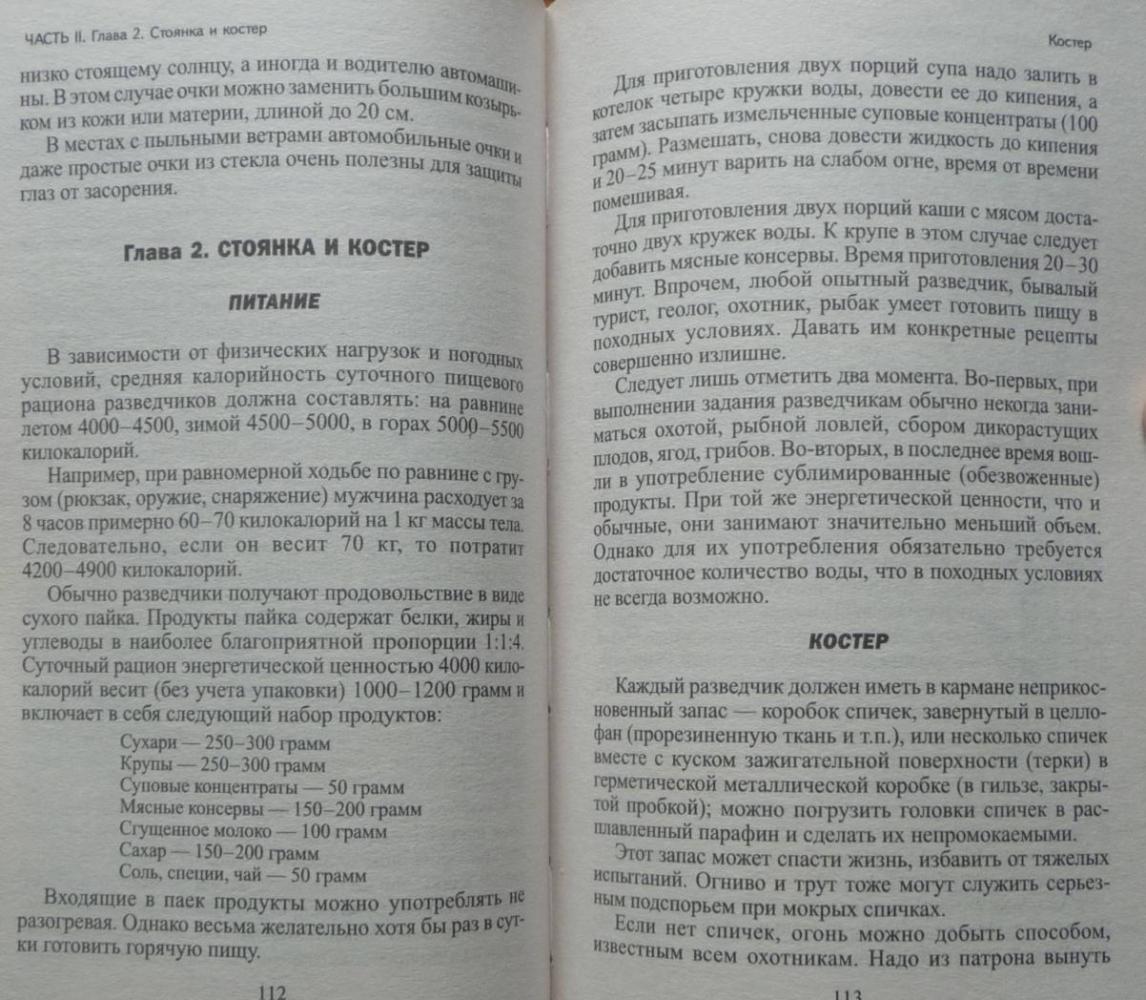 ЧАСТЬ II. Глава 2. Стоянка и костер
низко стоящему солнцу, а иногда и водителю автомаши-
ны. В этом случае очки можно заменить большим козырь-
ком из кожи или материи, длиной до 20 см.
В местах с пыльными ветрами автомобильные очки и
даже простые очки из стекла очень полезны для защиты
глаз от засорения.
Глава 2. СТОЯНКА И КОСТЕР
ПИТАНИЕ
В зависимости от физических нагрузок и погодных
условий, средняя калорийность суточного пищевого
рациона разведчиков должна составлять: на равнине
летом 4000–4500, зимой 4500–5000, в горах 5000–5500
килокалорий.
Например, при равномерной ходьбе по равнине с гру-
зом (рюкзак, оружие, снаряжение) мужчина расходует за
8 часов примерно 60–70 килокалорий на 1 кг массы тела.
Следовательно, если он весит 70 кг, то потратит
4200–4900 килокалорий.
Обычно разведчики получают продовольствие в виде
сухого пайка. Продукты пайка содержат белки, жиры и
углеводы в наиболее благоприятной пропорции 1:1:4.
Суточный рацион энергетической ценностью 4000 кило-
калорий весит (без учета упаковки) 1000–1200 грамм и
включает в себя следующий набор продуктов:
Сухари — 250–300 грамм
Крупы — 250–300 грамм
Суповые концентраты — 50 грамм
Мясные консервы — 150–200 грамм
Сгущенное молоко — 100 грамм
Сахар — 150–200 грамм
Соль, специи, чай — 50 грамм
Входящие в паек продукты можно употреблять не
разогревая. Однако весьма желательно хотя бы раз в сут-
ки готовить горячую пищу.
112
Костер
Для приготовления двух порций супа надо залить в
котелок четыре кружки воды, довести ее до кипения, а
затем засыпать измельченные суповые концентраты (100
грамм). Размешать, снова довести жидкость до кипения
и 20–25 минут варить на слабом огне, время от времени
помешивая.
Для приготовления двух порций каши с мясом доста-
точно двух кружек воды. К крупе в этом случае следует
добавить мясные консервы. Время приготовления 20–30
минут. Впрочем, любой опытный разведчик, бывалый
турист, геолог, охотник, рыбак умеет готовить пищу в
походных условиях. Давать им конкретные рецепты
совершенно излишне.
Следует лишь отметить два момента. Во-первых, при
выполнении задания разведчикам обычно некогда зани-
маться охотой, рыбной ловлей, сбором дикорастущих
плодов, ягод, грибов. Во-вторых, в последнее время вош-
ли в употребление сублимированные (обезвоженные)
продукты. При той же энергетической ценности, что и
обычные, они занимают значительно меньший объем.
Однако для их употребления обязательно требуется
достаточное количество воды, что в походных условиях
не всегда возможно.
КОСТЕР
Каждый разведчик должен иметь в кармане неприкос-
новенный запас — коробок спичек, завернутый в целло-
фан (прорезиненную ткань и т.п.), или несколько спичек
вместе с куском зажигательной поверхности (терки) в
герметической металлической коробке (в гильзе, закры-
той пробкой); можно погрузить головки спичек в рас-
плавленный парафин и сделать их непромокаемыми.
Этот запас может спасти жизнь, избавить от тяжелых
испытаний. Огниво и трут тоже могут служить серьез-
ным подспорьем при мокрых спичках.
Если нет спичек, огонь можно добыть способом,
известным всем охотникам. Надо из патрона вынуть
113